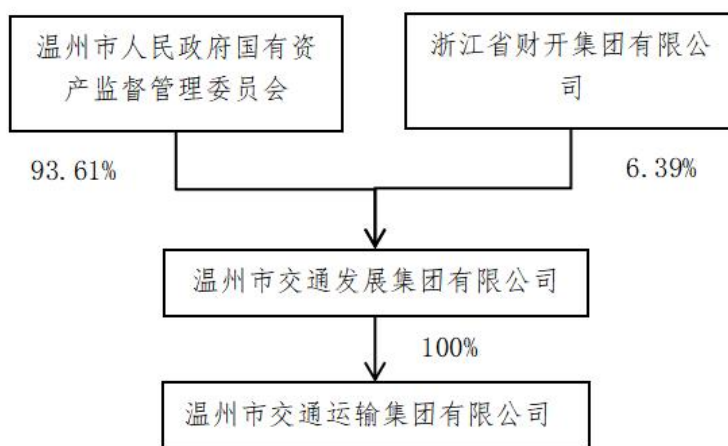 温州市人民政府国有资
产监督管理委员会
浙江省财开集团有限公
司
93.61%
6.39%
温州市交通发展集团有限公司
100%
温州市交通运输集团有限公司